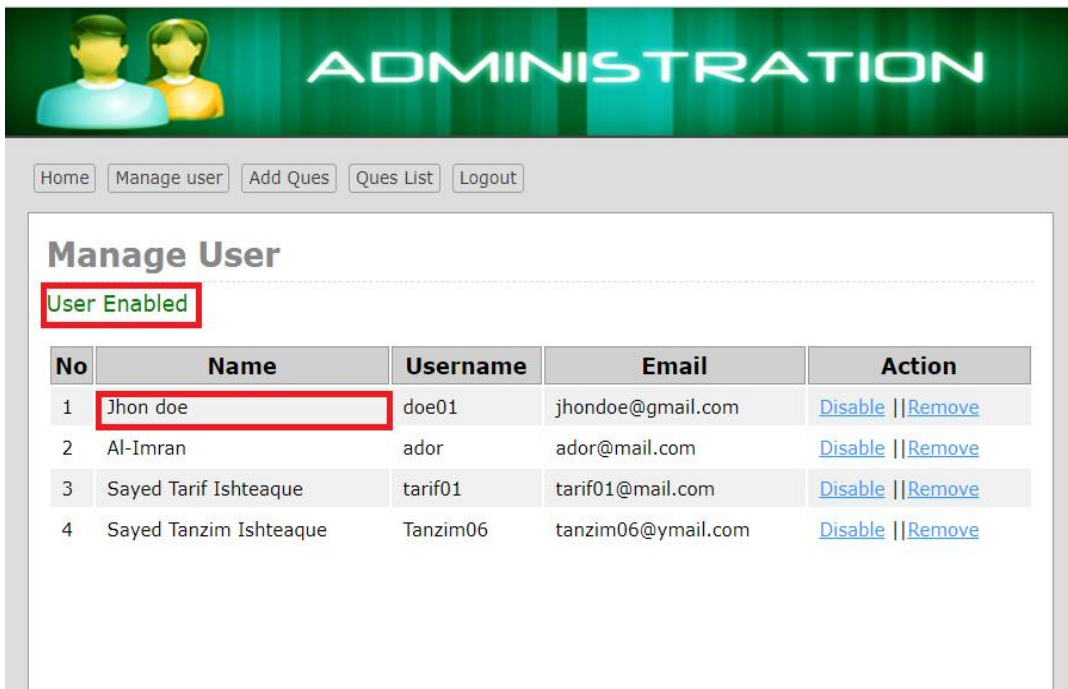 ADMINISTRATION
Home Manage user Add Ques Ques List Logout
Manage User
User Enabled
No Name Username Email Action
1 Jhon doe doe01 jhondoe@gmail.com Disable ||Remove
2 Al-Imran ador ador@mail.com Disable ||Remove
3 Sayed Tarif Ishteaque tarif01 tarif01@mail.com Disable ||Remove
4 Sayed Tanzim Ishteaque Tanzim06 tanzim06@ymail.com Disable ||Remove